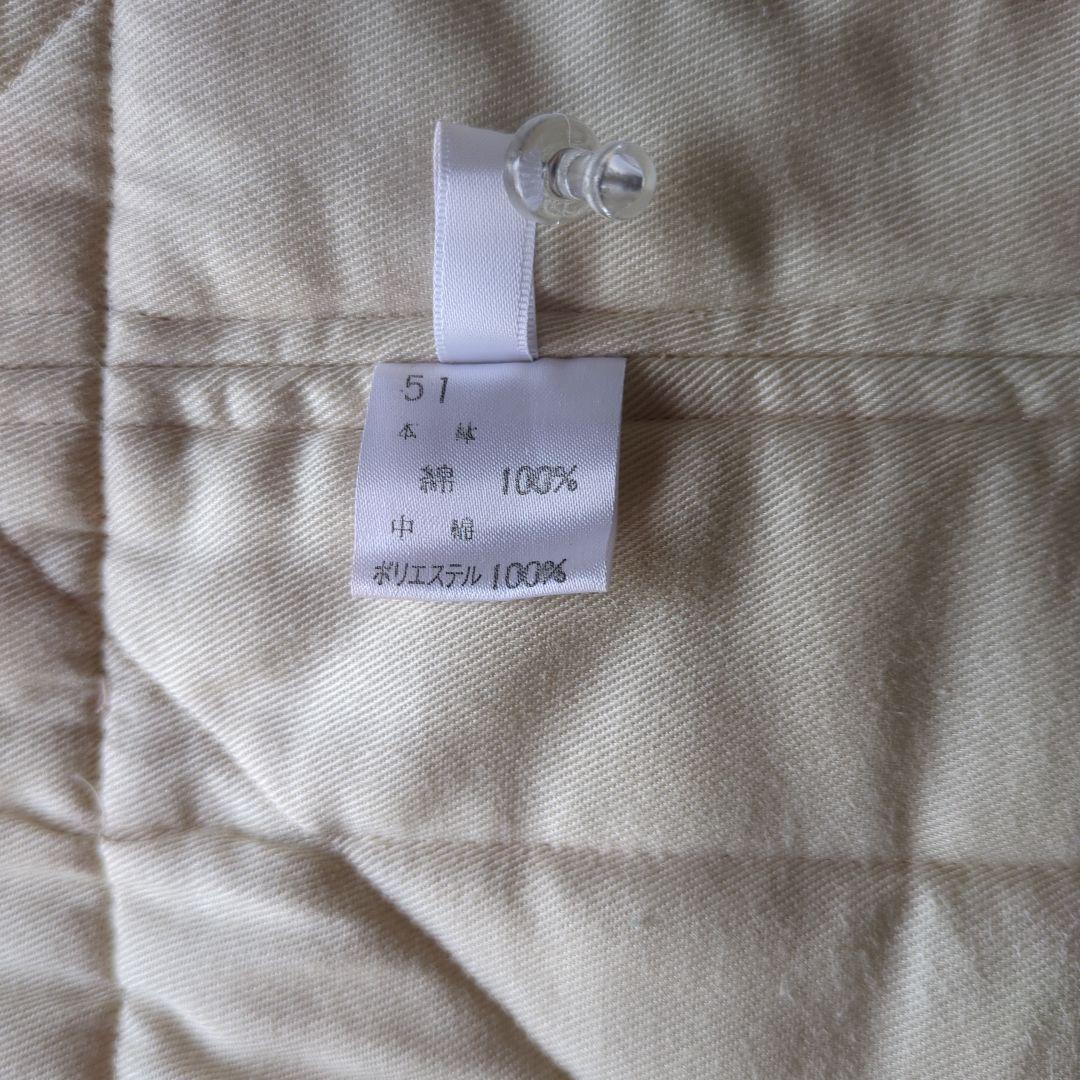 51
本 体
綿 100%
中 綿
ポリエステル 100%